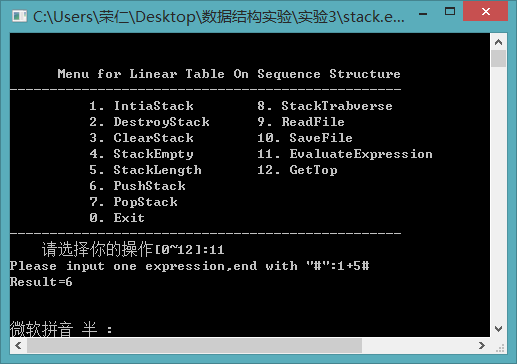 C:\Users\荣仁\Desktop\数据结构实验\实验3\stack.e...
Menu for Linear Table On Sequence Structure
-------------------------------------------------
1. IntiaStack 8. StackTrabverse
2. DestroyStack 9. ReadFile
3. ClearStack 10. SaveFile
4. StackEmpty 11. EvaluateExpression
5. StackLength 12. GetTop
6. PushStack
7. PopStack
0. Exit
-------------------------------------------------
请选择你的操作[0~12]:11
Please input one expression,end with "#":1+5#
Result=6
微软拼音 半 :